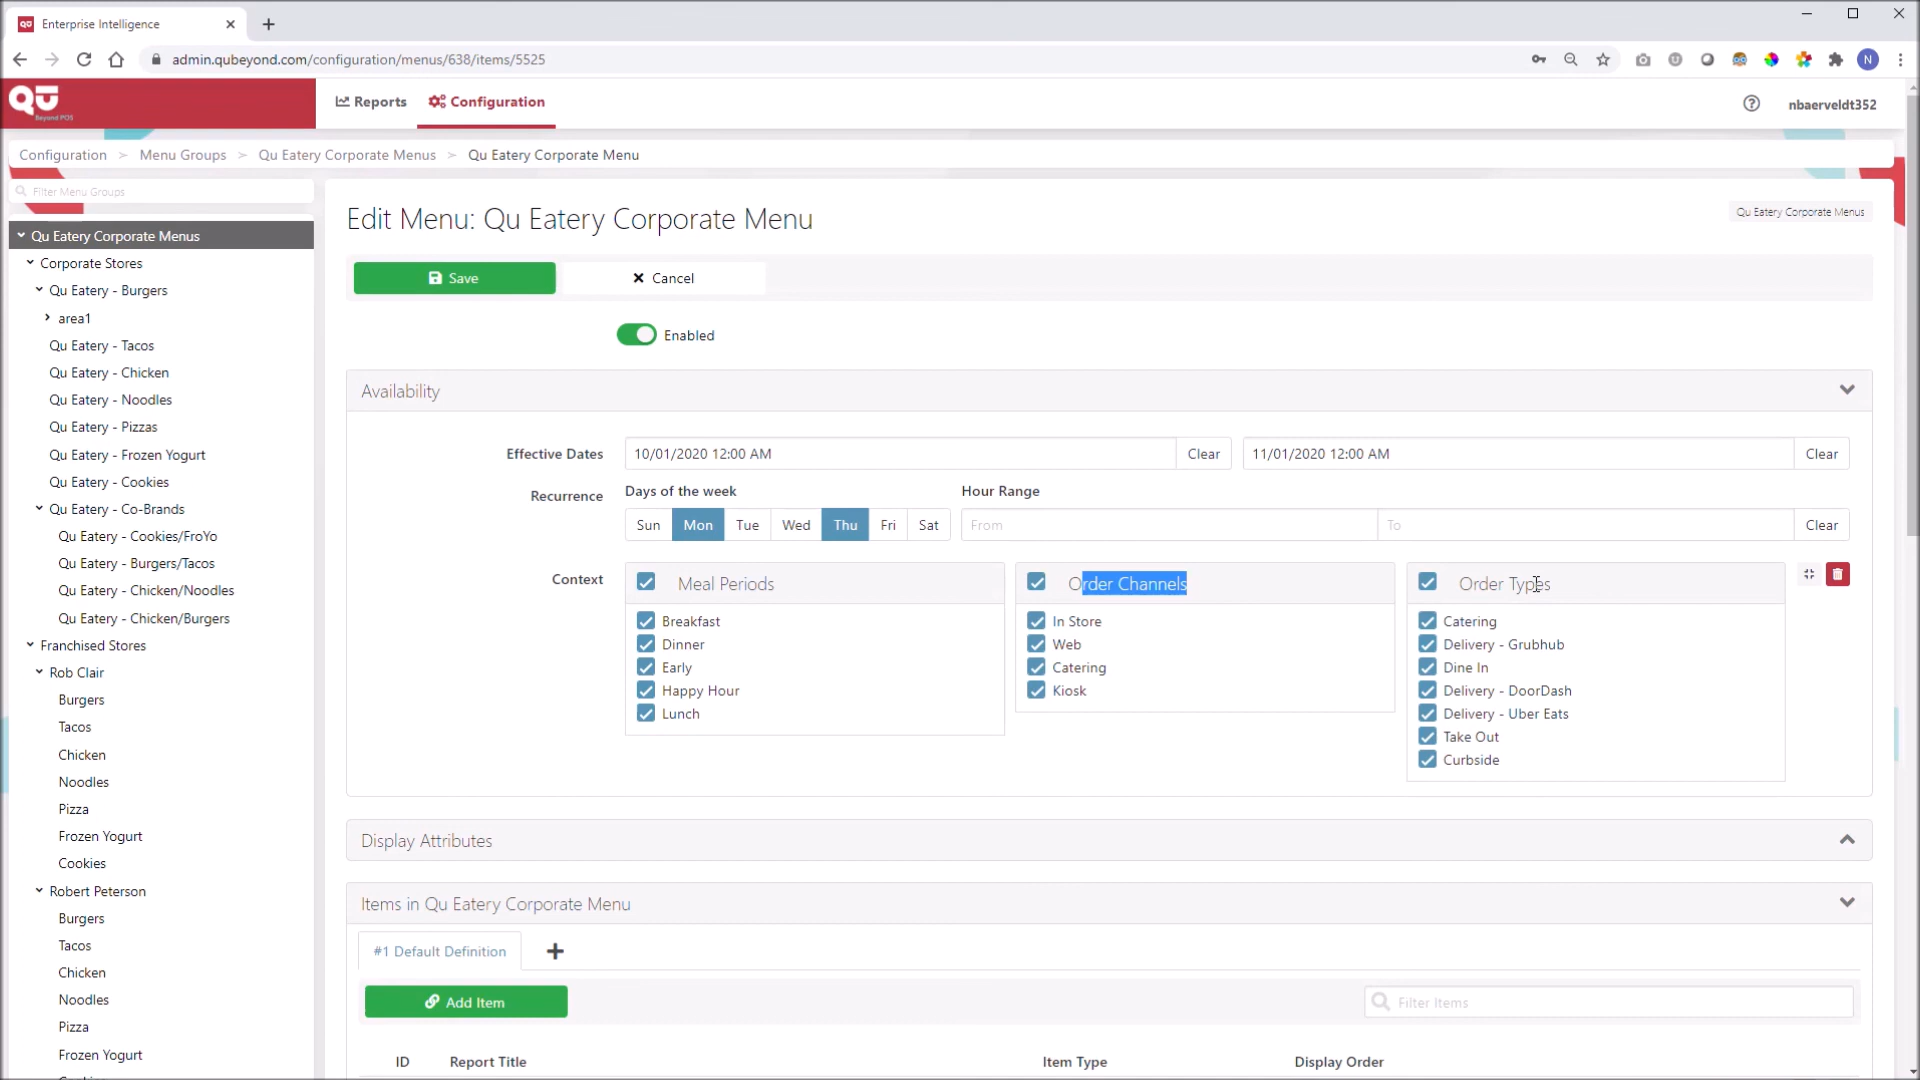 Enterprise Intelligence
admin.qubeyond.com/configuration/menus/638/items/5525
N
QU
Beyond POS
Reports
Configuration
nbaerveldt352
Configuration > Menu Groups > Qu Eatery Corporate Menus > Qu Eatery Corporate Menu
Filter Menu Groups
Qu Eatery Corporate Menus
Corporate Stores
Qu Eatery - Burgers
area1
Qu Eatery - Tacos
Qu Eatery - Chicken
Qu Eatery - Noodles
Qu Eatery - Pizzas
Qu Eatery - Frozen Yogurt
Qu Eatery - Cookies
Qu Eatery - Co-Brands
Qu Eatery - Cookies/FroYo
Qu Eatery - Burgers/Tacos
Qu Eatery - Chicken/Noodles
Qu Eatery - Chicken/Burgers
Franchised Stores
Rob Clair
Burgers
Tacos
Chicken
Noodles
Pizza
Frozen Yogurt
Cookies
Robert Peterson
Burgers
Tacos
Chicken
Noodles
Pizza
Frozen Yogurt
Edit Menu: Qu Eatery Corporate Menu
Qu Eatery Corporate Menus
Save
Cancel
Enabled
Availability
Effective Dates
10/01/2020 12:00 AM
Clear
11/01/2020 12:00 AM
Clear
Recurrence
Days of the week
Hour Range
Sun Mon Tue Wed Thu Fri Sat
From
To
Clear
Context
Meal Periods
Breakfast
Dinner
Early
Happy Hour
Lunch
Order Channels
In Store
Web
Catering
Kiosk
Order Types
Catering
Delivery - Grubhub
Dine In
Delivery - DoorDash
Delivery - Uber Eats
Take Out
Curbside
Display Attributes
Items in Qu Eatery Corporate Menu
#1 Default Definition
Add Item
Filter Items
ID
Report Title
Item Type
Display Order